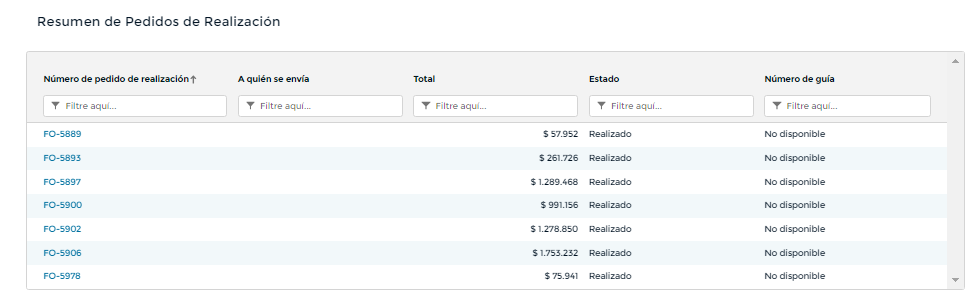 Resumen de Pedidos de Realización
Número de pedido de realización↑ A quién se envía Total Estado Número de guía
Filtre aquí... Filtre aquí... Filtre aquí... Filtre aquí... Filtre aquí...
FO-5889 $ 57.952 Realizado No disponible
FO-5893 $ 261.726 Realizado No disponible
FO-5897 $ 1.289.468 Realizado No disponible
FO-5900 $ 991.156 Realizado No disponible
FO-5902 $ 1.278.850 Realizado No disponible
FO-5906 $ 1.753.232 Realizado No disponible
FO-5978 $ 75.941 Realizado No disponible